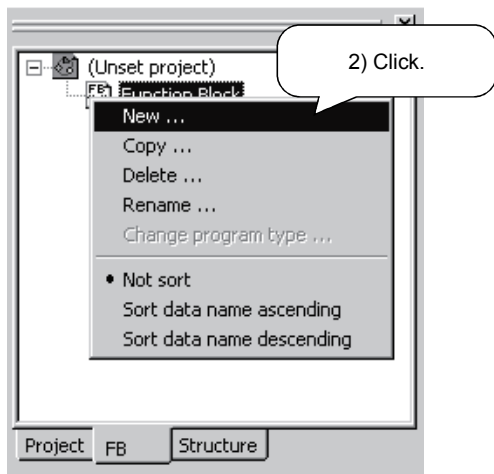 (Unset project)
2) Click.
FB Function Block
New ...
Copy ...
Delete ...
Rename ...
Change program type ...
Not sort
Sort data name ascending
Sort data name descending
Project FB Structure